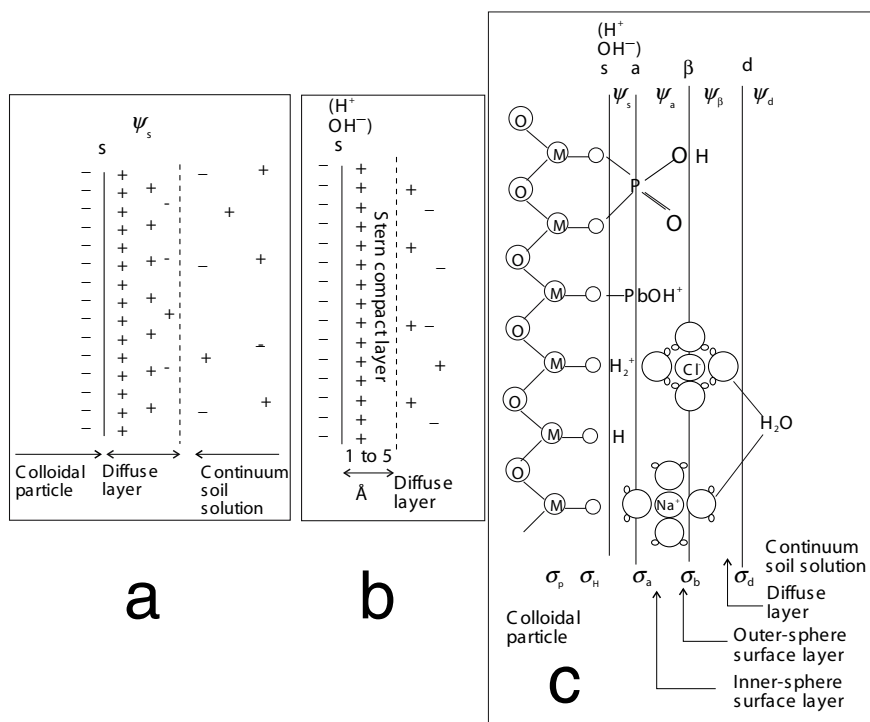 ψs
s
Colloidal
particle
Diffuse
layer
Continuum
soil
solution
a
(H+
OH−)
s
Stern compact layer
1 to 5
Å
Diffuse
layer
b
(H+
OH−)
s a β d
ψs ψa ψβ ψd
O
M
O H
O
P
M
O
O
M PbOH+
O
M H2+
Cl-
O
M H
H2O
O
M
Na+
σp σH σa σb σd
Continuum
soil solution
Diffuse
layer
Colloidal
particle
Outer-sphere
surface layer
Inner-sphere
surface layer
c